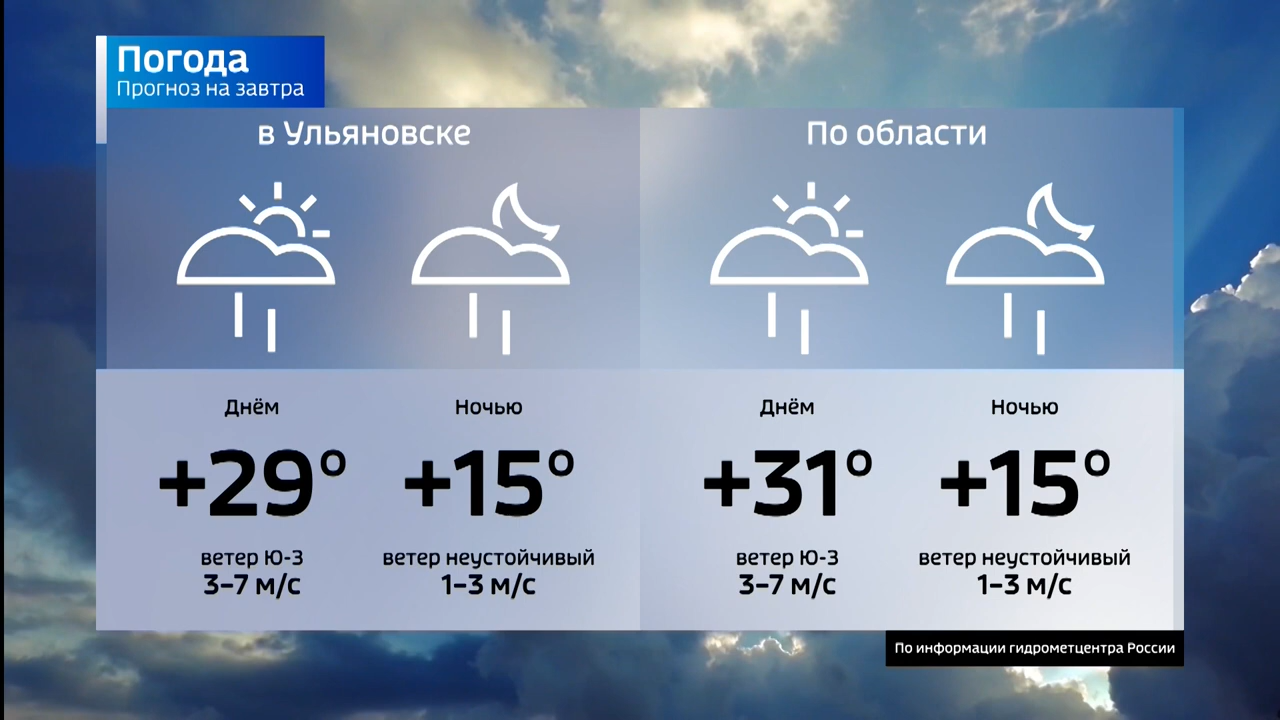 Погода
Прогноз на завтра
в Ульяновске
Днём
+29°
ветер Ю-З
3-7 м/с
Ночью
+15°
ветер неустойчивый
1-3 м/с
По области
Днём
+31°
ветер Ю-З
3-7 м/с
Ночью
+15°
ветер неустойчивый
1-3 м/с
По информации гидрометцентра России